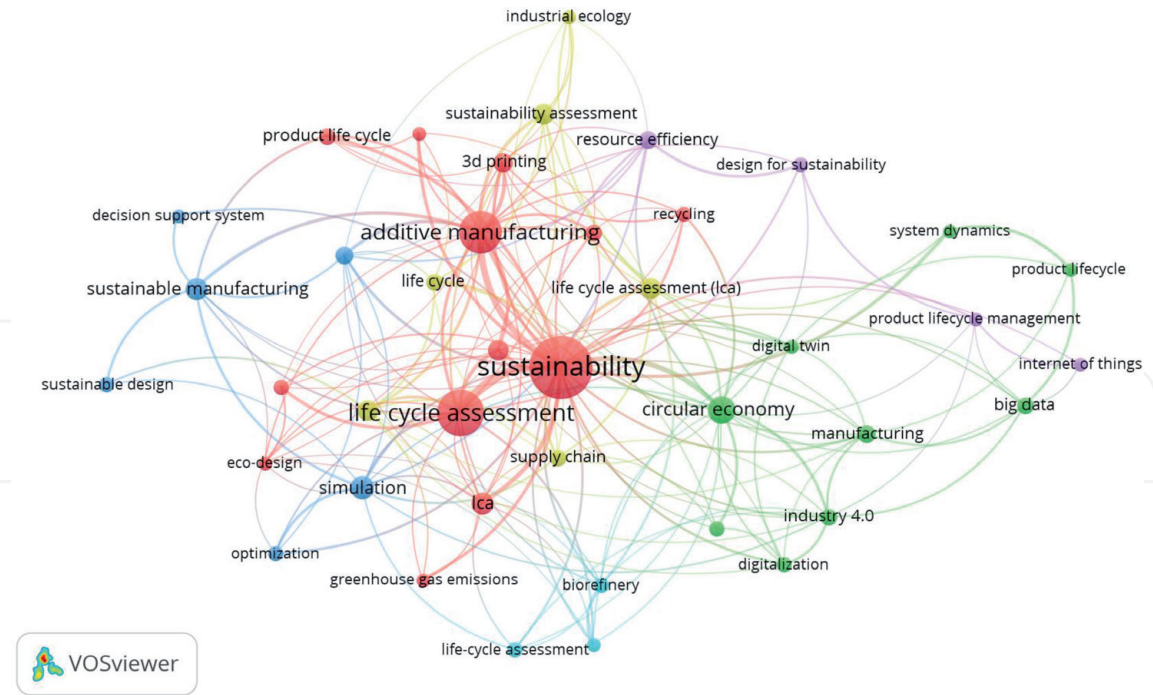 industrial ecology
sustainability assessment
product life cycle
resource efficiency
3d printing
design for sustainability
decision support system
recycling
additive manufacturing
system dynamics
product lifecycle
life cycle
life cycle assessment (lca)
sustainable manufacturing
product lifecycle management
digital twin
sustainability
internet of things
sustainable design
life cycle assessment
circular economy
big data
manufacturing
supply chain
eco-design
simulation
lca
industry 4.0
optimization
digitalization
greenhouse gas emissions
biorefinery
life-cycle assessment
VOSviewer